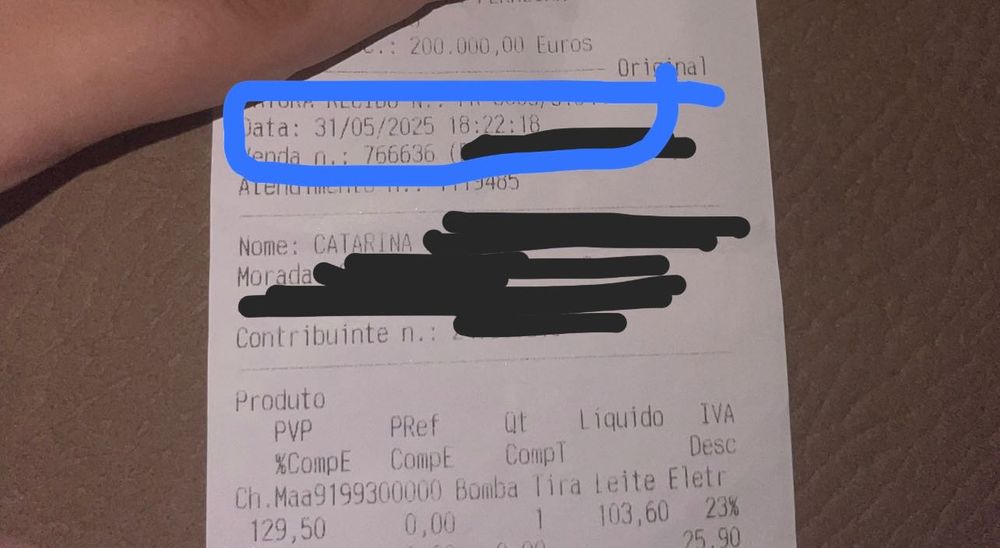 200.000,00 Euros
Original
Data: 31/05/2025 18:22:18
Venda n.: 766636
Atendimento n.: 1119485
Nome: CATARINA
Morada
Contribuinte n.:
Produto
PVP PRef Qt Líquido IVA
%CompE CompE CompT Desc
Ch.Maa9199300000 Bomba Tira Leite Eletr
129,50 0,00 1 103,60 23%
25,90